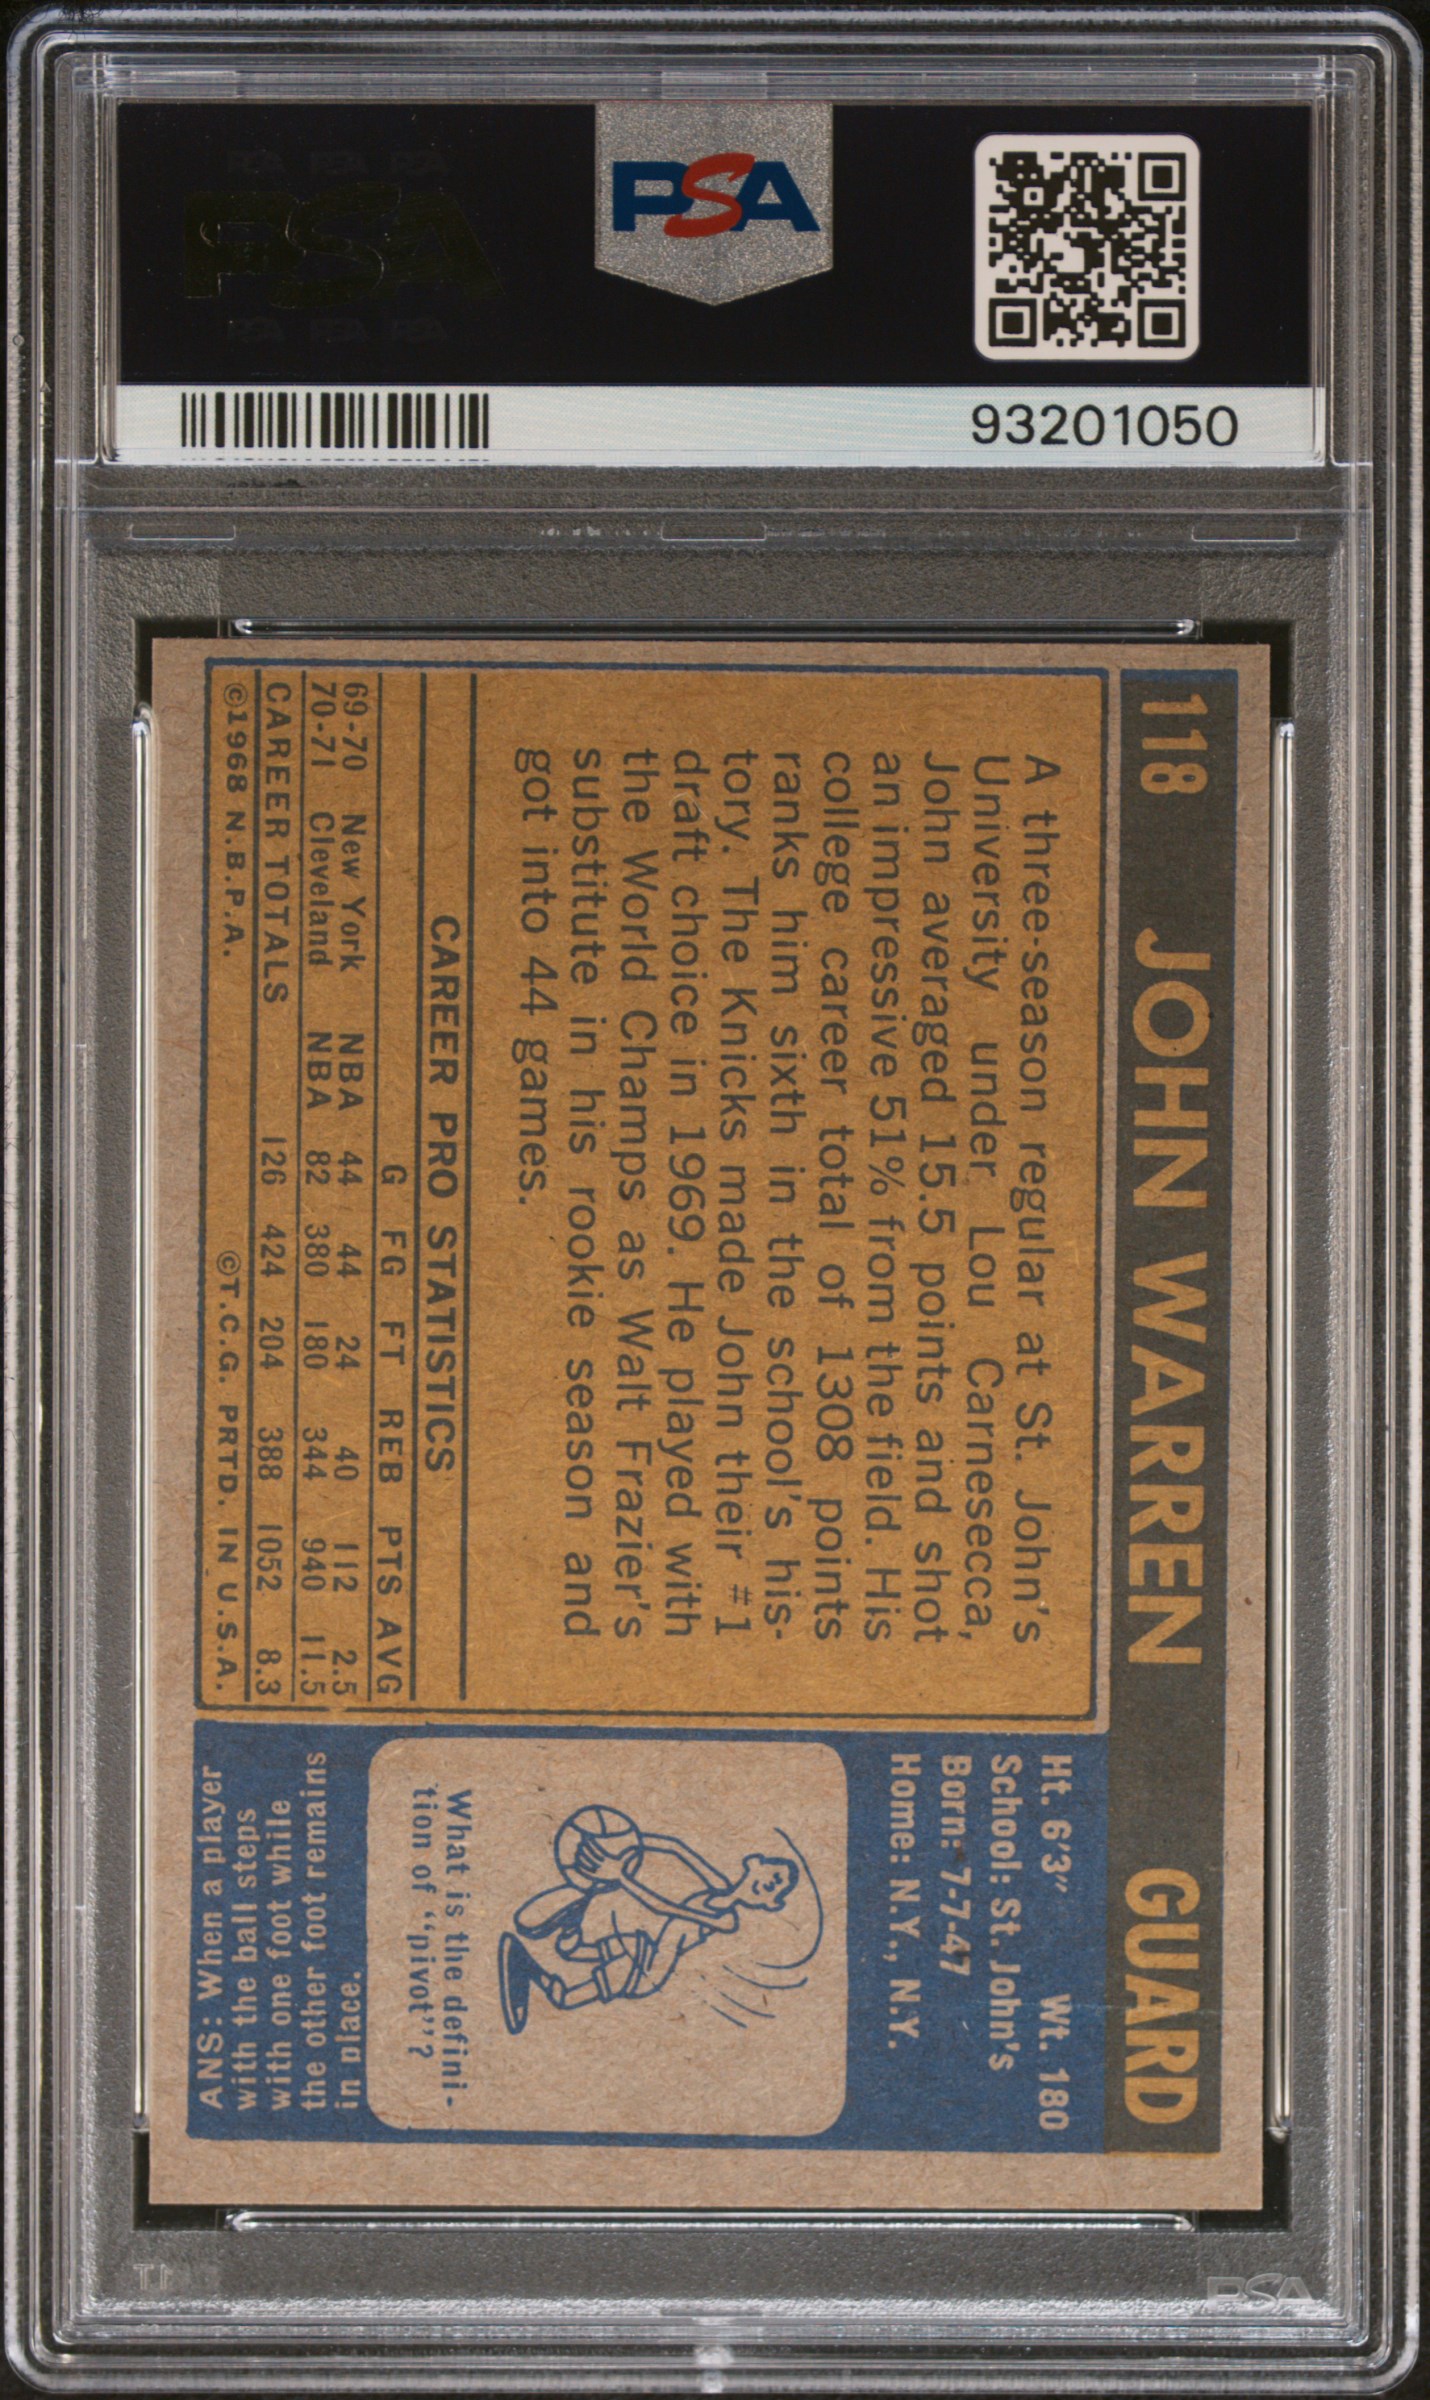 PSA
PSA
93201050
118 JOHN WARREN GUARD
A three-season regular at St. John's
University under Lou Carnesecca,
John averaged 15.5 points and shot
an impressive 51% from the field. His
college career total of 1308 points
ranks him sixth in the school's his-
tory. The Knicks made John their #1
draft choice in 1969. He played with
the World Champs as Walt Frazier's
substitute in his rookie season and
got into 44 games.
CAREER PRO STATISTICS
G FG FT REB PTS AVG
69-70 New York NBA 44 44 24 40 112 2.5
70-71 Cleveland NBA 82 380 180 344 940 11.5
CAREER TOTALS 126 424 204 388 1052 8.3
©1968 N.B.P.A. ©T.C.G. PRTD. IN U.S.A.
Ht. 6'3" Wt. 180
School: St. John's
Born: 7-7-47
Home: N.Y., N.Y.
What is the defini-
tion of "pivot"?
ANS: When a player
with the ball steps
with one foot while
the other foot remains
in place.
PSA